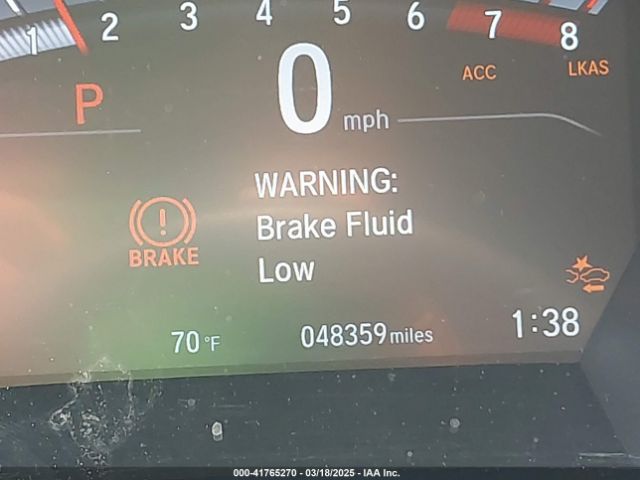 1 2 3 4 5 6 7 8
P 0 mph ACC LKAS
WARNING:
Brake Fluid
Low
BRAKE
70°F 048359 miles 1:38
000-41765270 - 03/18/2025 - IAA Inc.